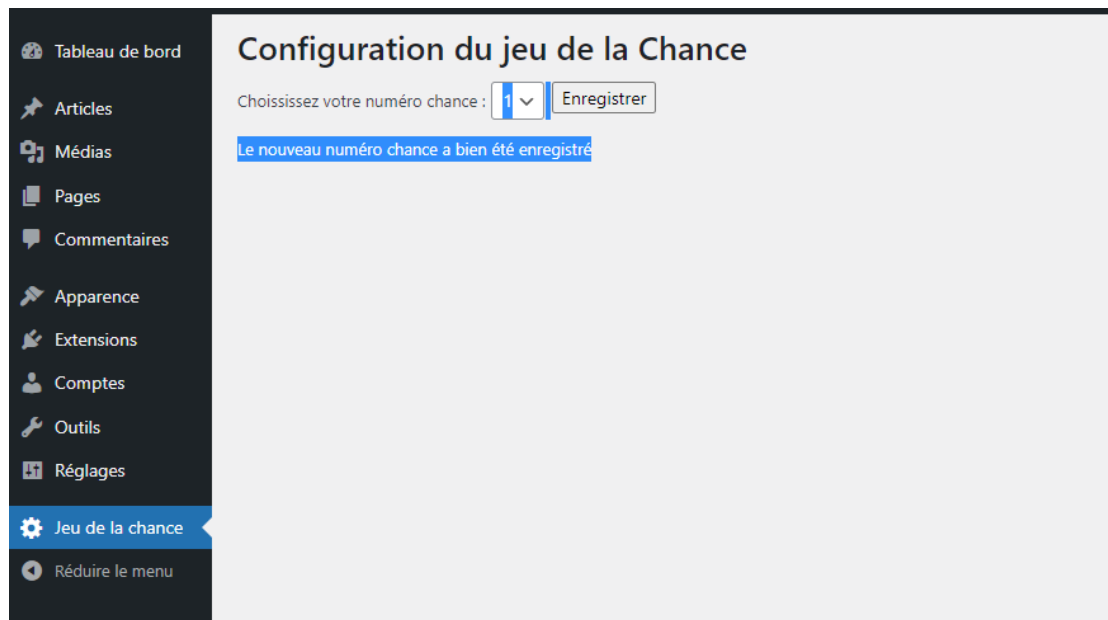 Tableau de bord
Articles
Médias
Pages
Commentaires
Apparence
Extensions
Comptes
Outils
Réglages
Jeu de la chance
Réduire le menu
Configuration du jeu de la Chance
Choississez votre numéro chance : 1 Enregistrer
Le nouveau numéro chance a bien été enregistré